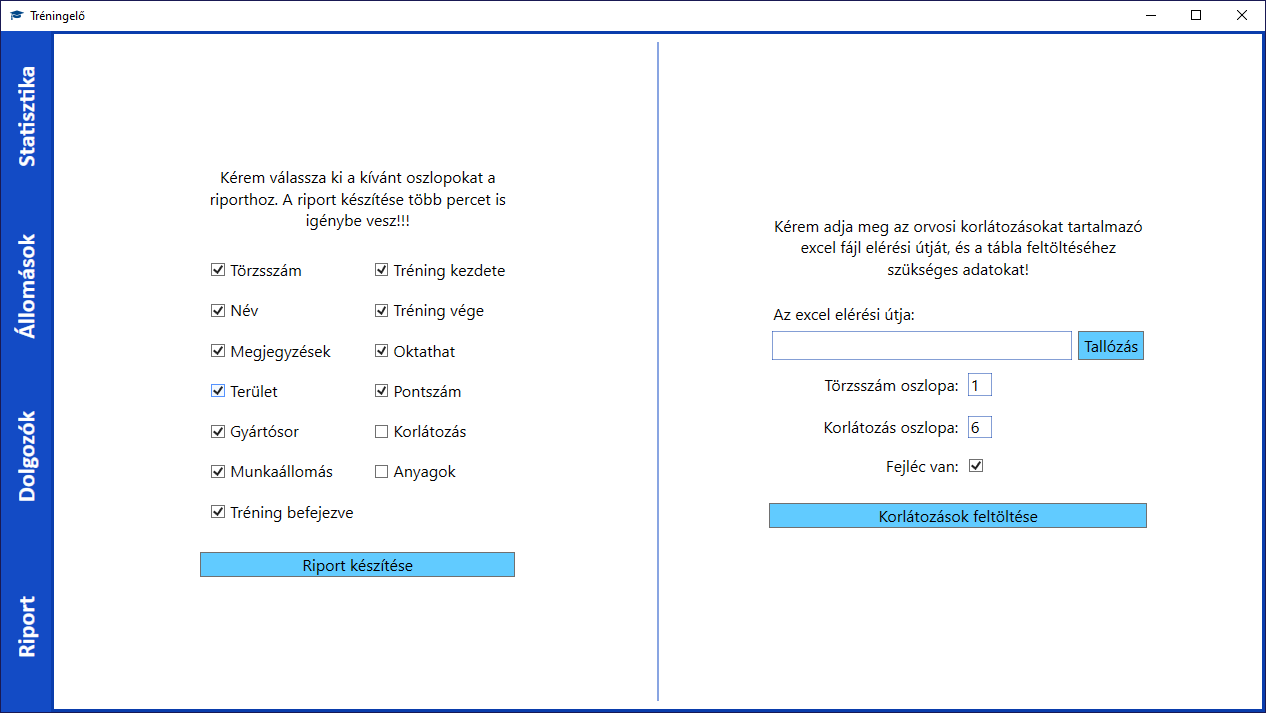 Tréningelő
Statisztika
Állomások
Dolgozók
Riport
Kérem válassza ki a kívánt oszlopokat a
riporthoz. A riport készítése több percet is
igénybe vesz!!!
Törzsszám
Tréning kezdete
Név
Tréning vége
Megjegyzések
Oktathat
Terület
Pontszám
Gyártósor
Korlátozás
Munkaállomás
Anyagok
Tréning befejezve
Riport készítése
Kérem adja meg az orvosi korlátozásokat tartalmazó
excel fájl elérési útját, és a tábla feltöltéséhez
szükséges adatokat!
Az excel elérési útja:
Tallózás
Törzsszám oszlopa: 1
Korlátozás oszlopa: 6
Fejléc van:
Korlátozások feltöltése